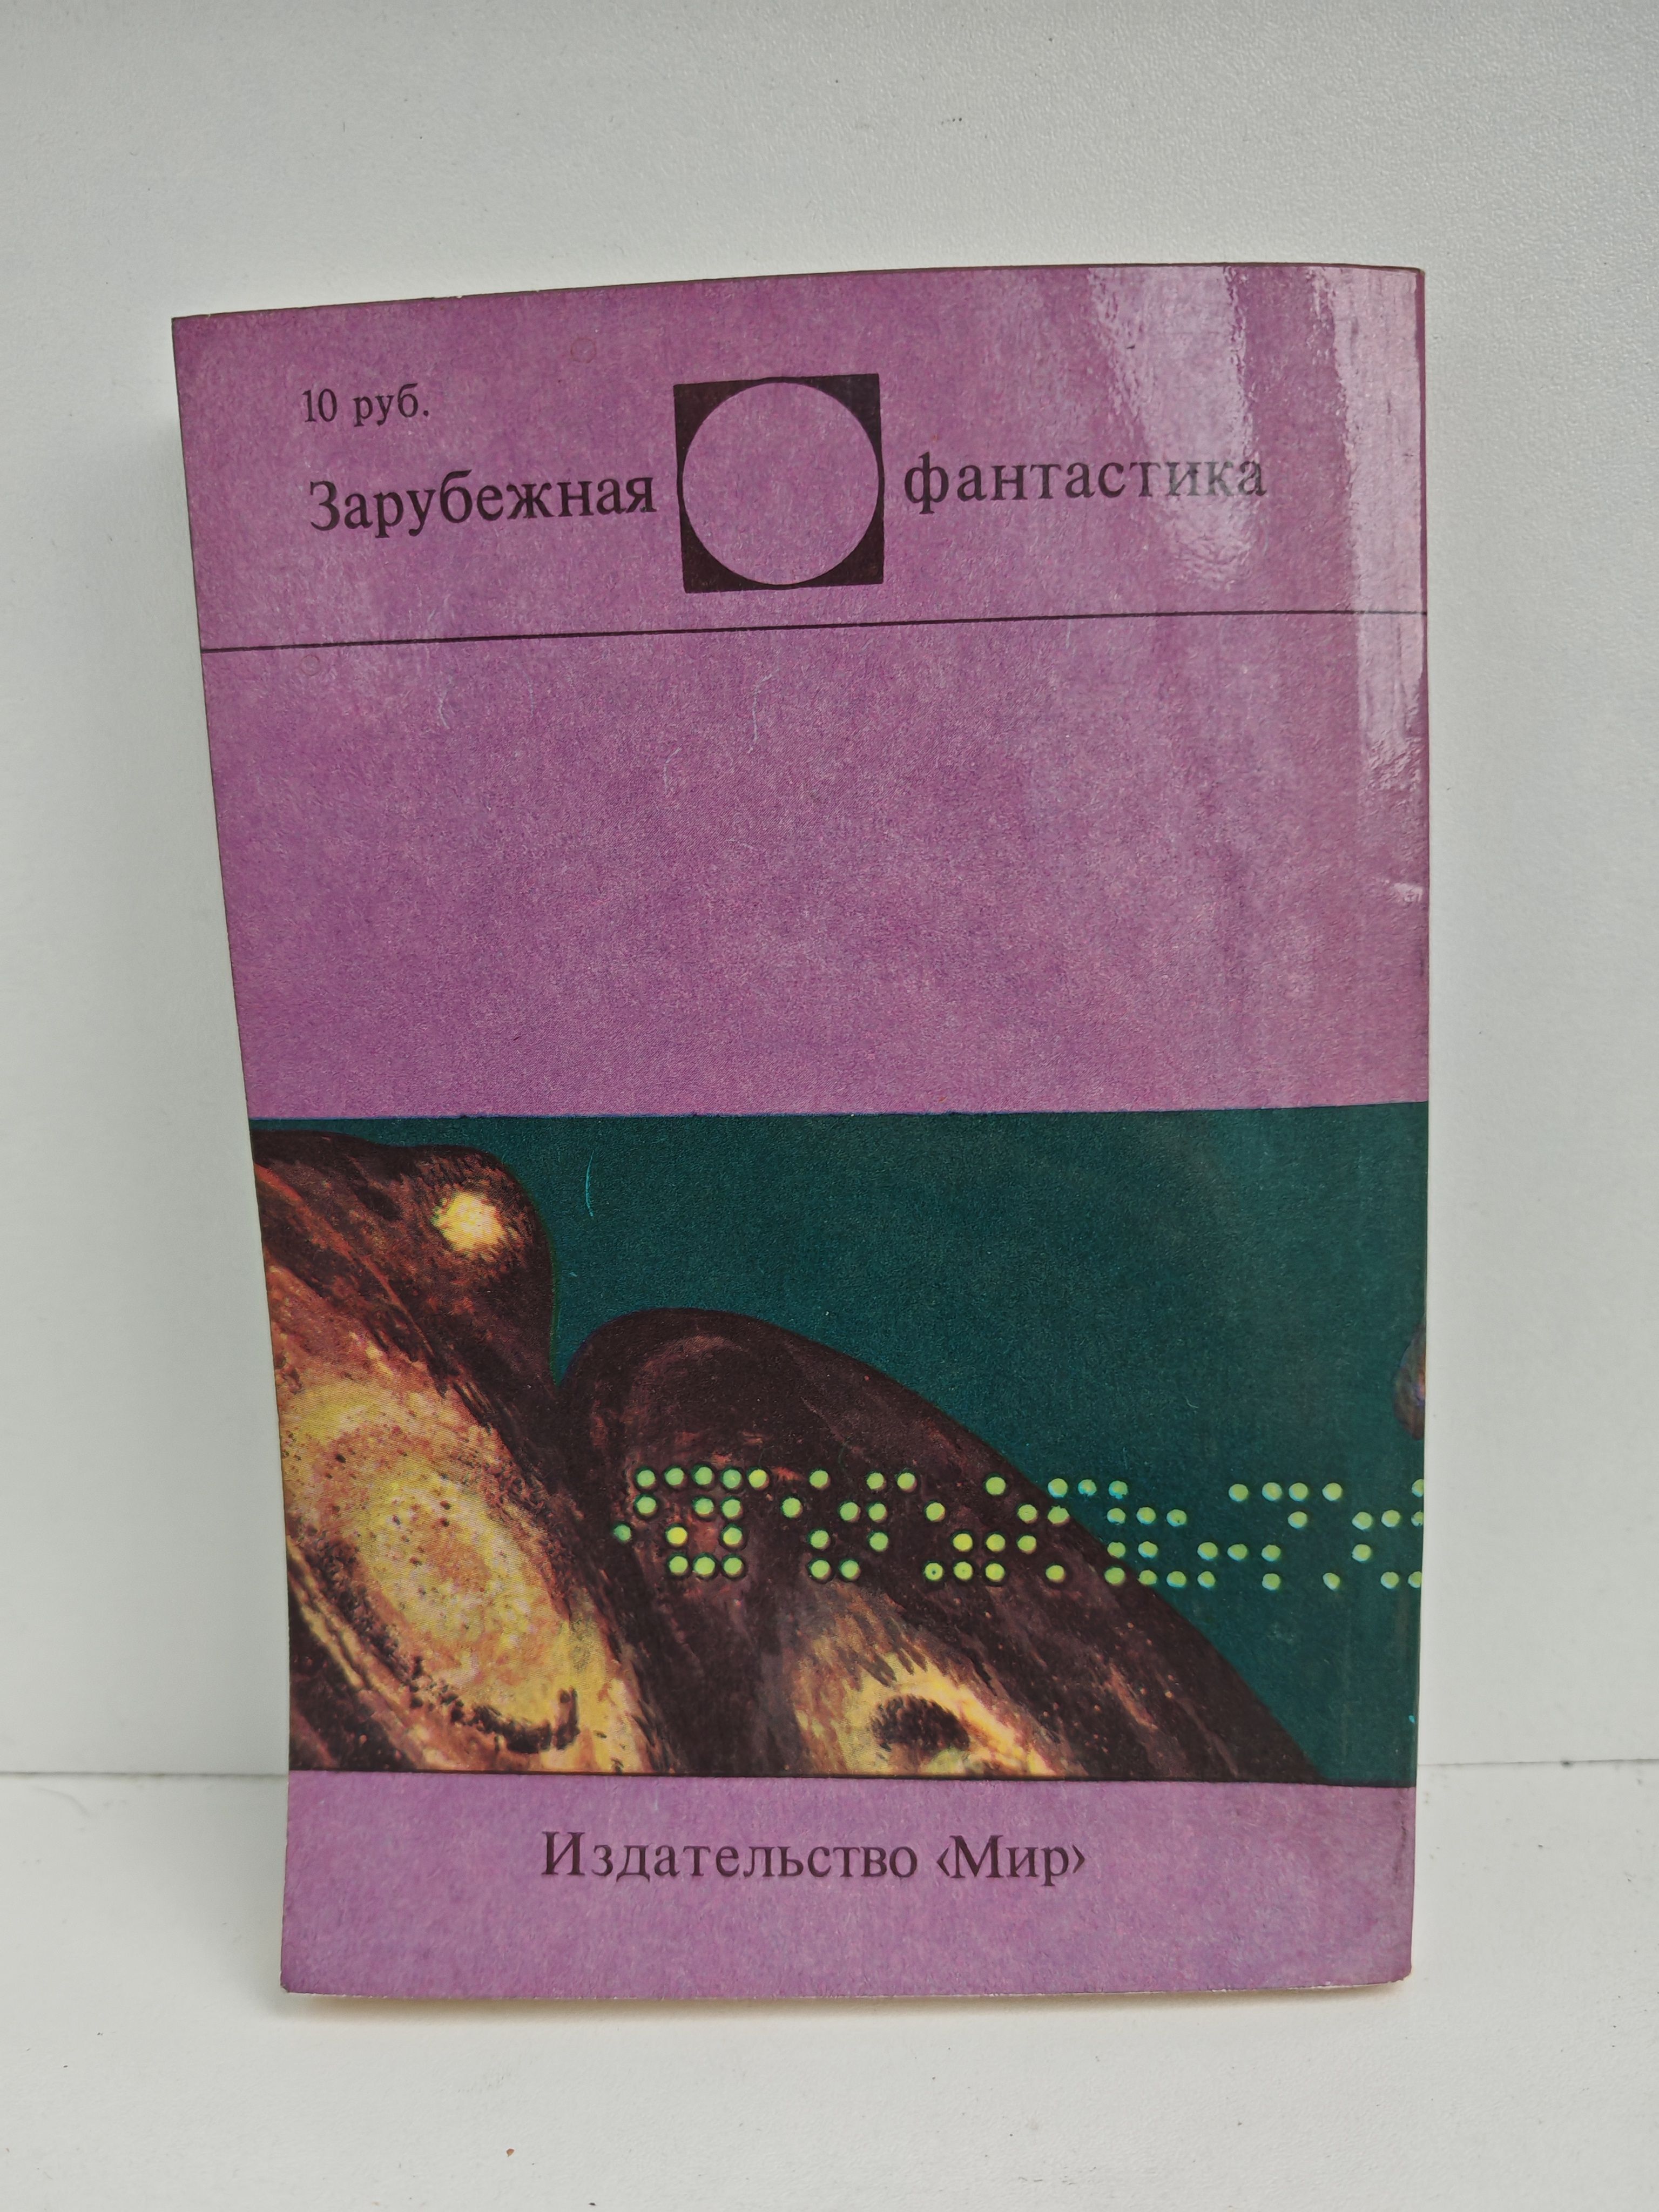 10 руб.
Зарубежная фантастика
Издательство ‹Мир›